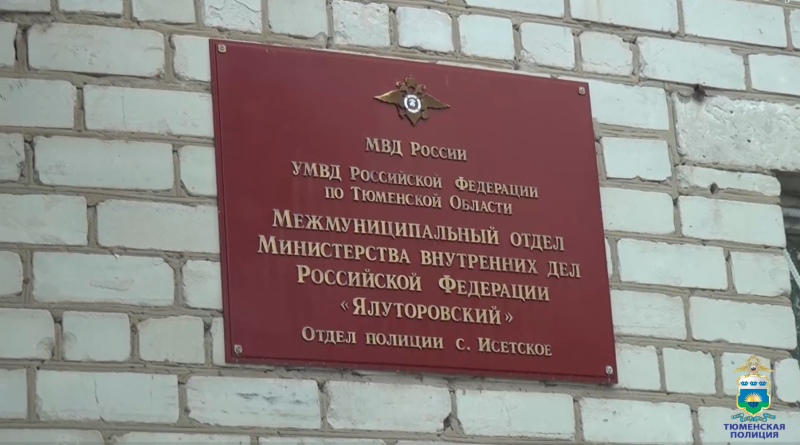 МВД России
УМВД Российской Федерации
по Тюменской Области
Межмуниципальный отдел
Министерства внутренних дел
Российской Федерации
«Ялуторовский»
Отдел полиции с. Исетское
ТЮМЕНСКАЯ
ПОЛИЦИЯ